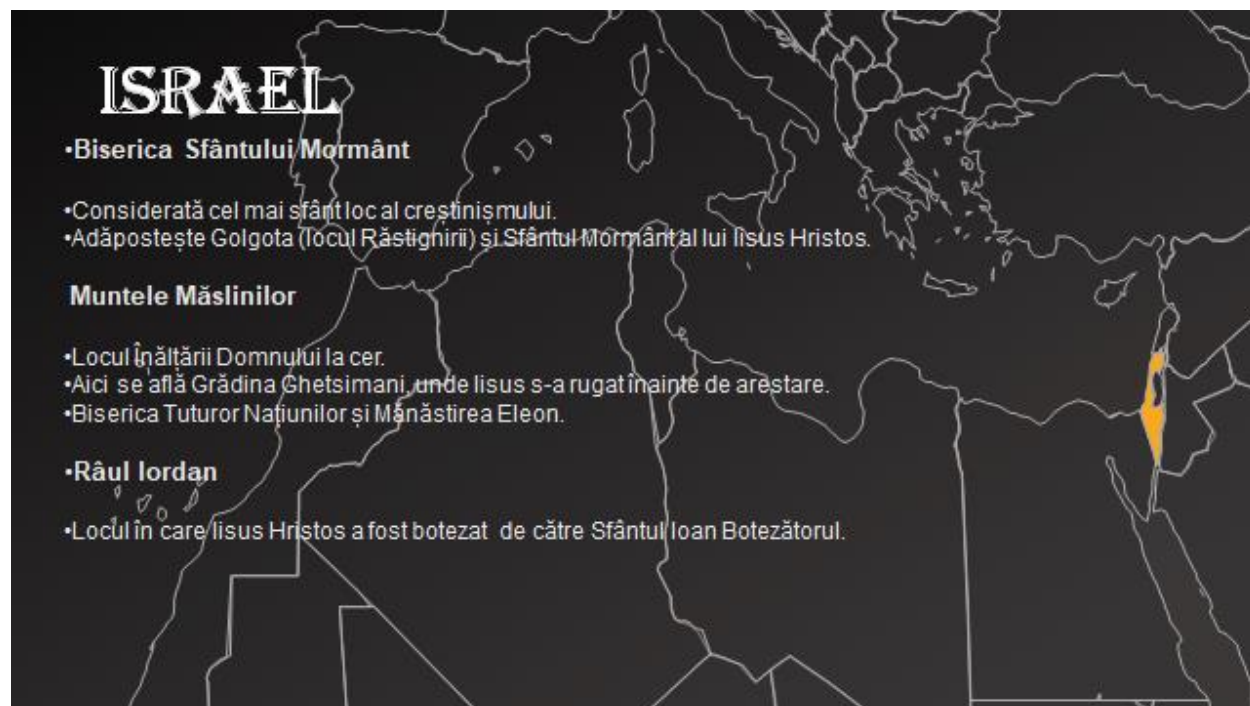 ISRAEL
•Biserica Sfântului Mormânt
•Considerată cel mai sfânt loc al creștinismului.
•Adăpostește Golgota (locul Răstignirii) și Sfântul Mormânt al lui Iisus Hristos.
Muntele Măslinilor
•Locul Înălțării Domnului la cer.
•Aici se află Grădina Ghetsimani, unde Iisus s-a rugat înainte de arestare.
•Biserica Tuturor Națiunilor și Mănăstirea Eleon.
•Râul Iordan
•Locul în care Iisus Hristos a fost botezat de către Sfântul Ioan Botezătorul.